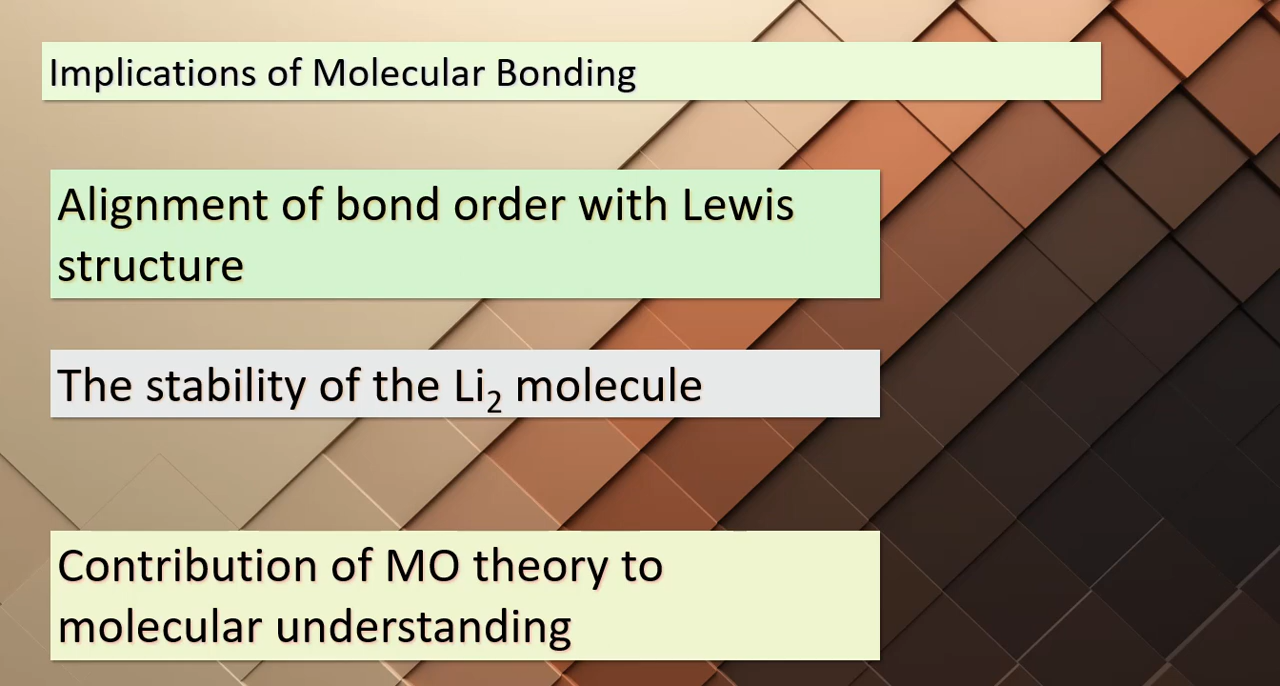 Implications of Molecular Bonding
Alignment of bond order with Lewis
structure
The stability of the Li₂ molecule
Contribution of MO theory to
molecular understanding